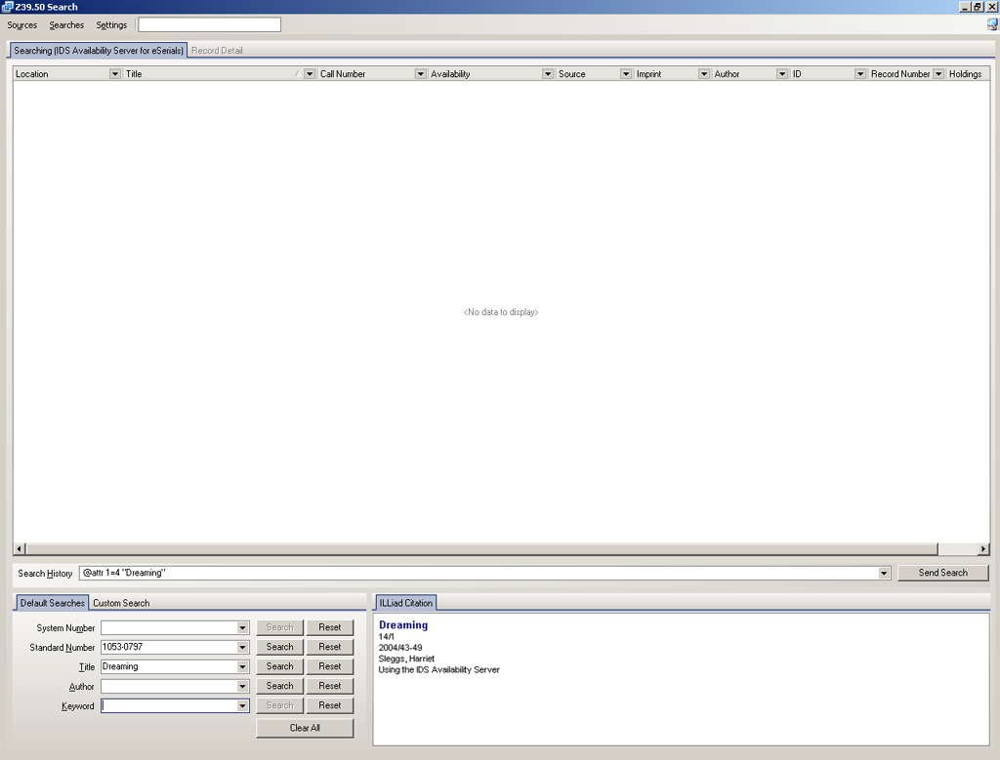 Z39.50 Search
Sources Searches Settings
Searching (IDS Availability Server for eSerials) Record Detail
Location Title Call Number Availability Source Imprint Author ID Record Number Holdings
<No data to display>
Search History @attr 1=4 "Dreaming" Send Search
Default Searches Custom Search
System Number Search Reset
Standard Number 1053-0797 Search Reset
Title Dreaming Search Reset
Author Search Reset
Keyword Search Reset
Clear All
ILLiad Citation
Dreaming
14/1
2004/43-49
Sleggs, Harriet
Using the IDS Availability Server